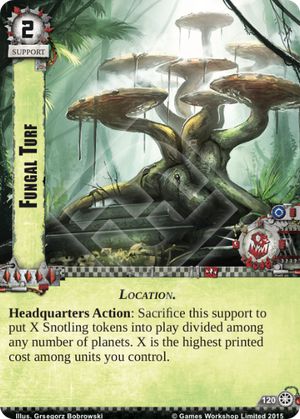 2
SUPPORT
FUNGAL TURF
LOCATION.
Headquarters Action: Sacrifice this support to
put X Snotling tokens into play divided among
any number of planets. X is the highest printed
cost among units you control.
120
Illus. Grzegorz Bobrowski
© Games Workshop Limited 2015